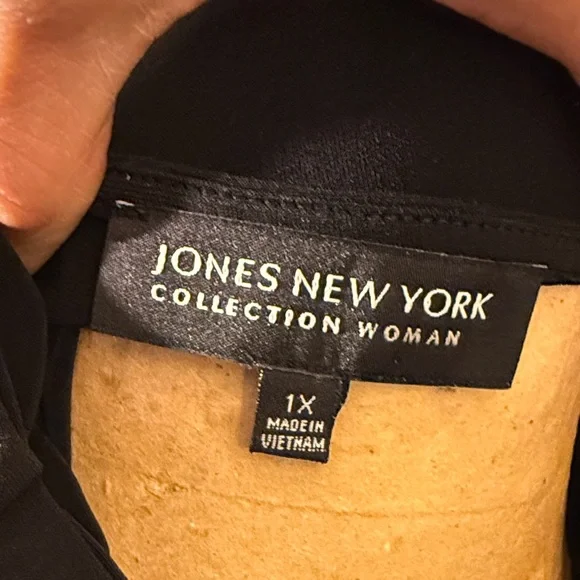 JONES NEW YORK
COLLECTION WOMAN
1X
MADE IN
VIETNAM